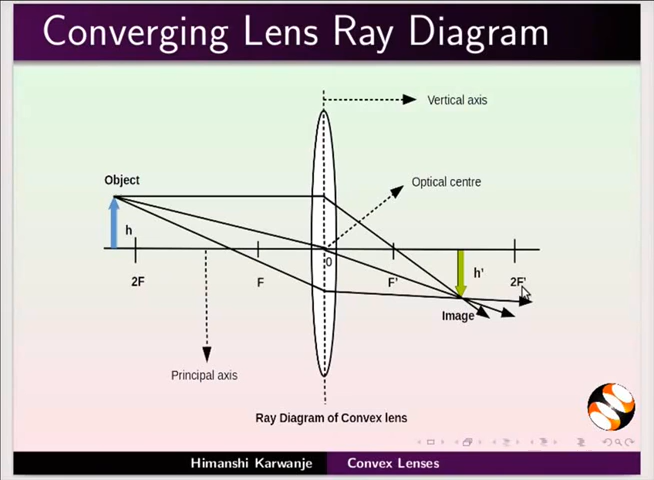 Converging Lens Ray Diagram
Vertical axis
Object
Optical centre
h
0
h'
2F
F
F'
2F'
Image
Principal axis
Ray Diagram of Convex lens
Himanshi Karwanje
Convex Lenses